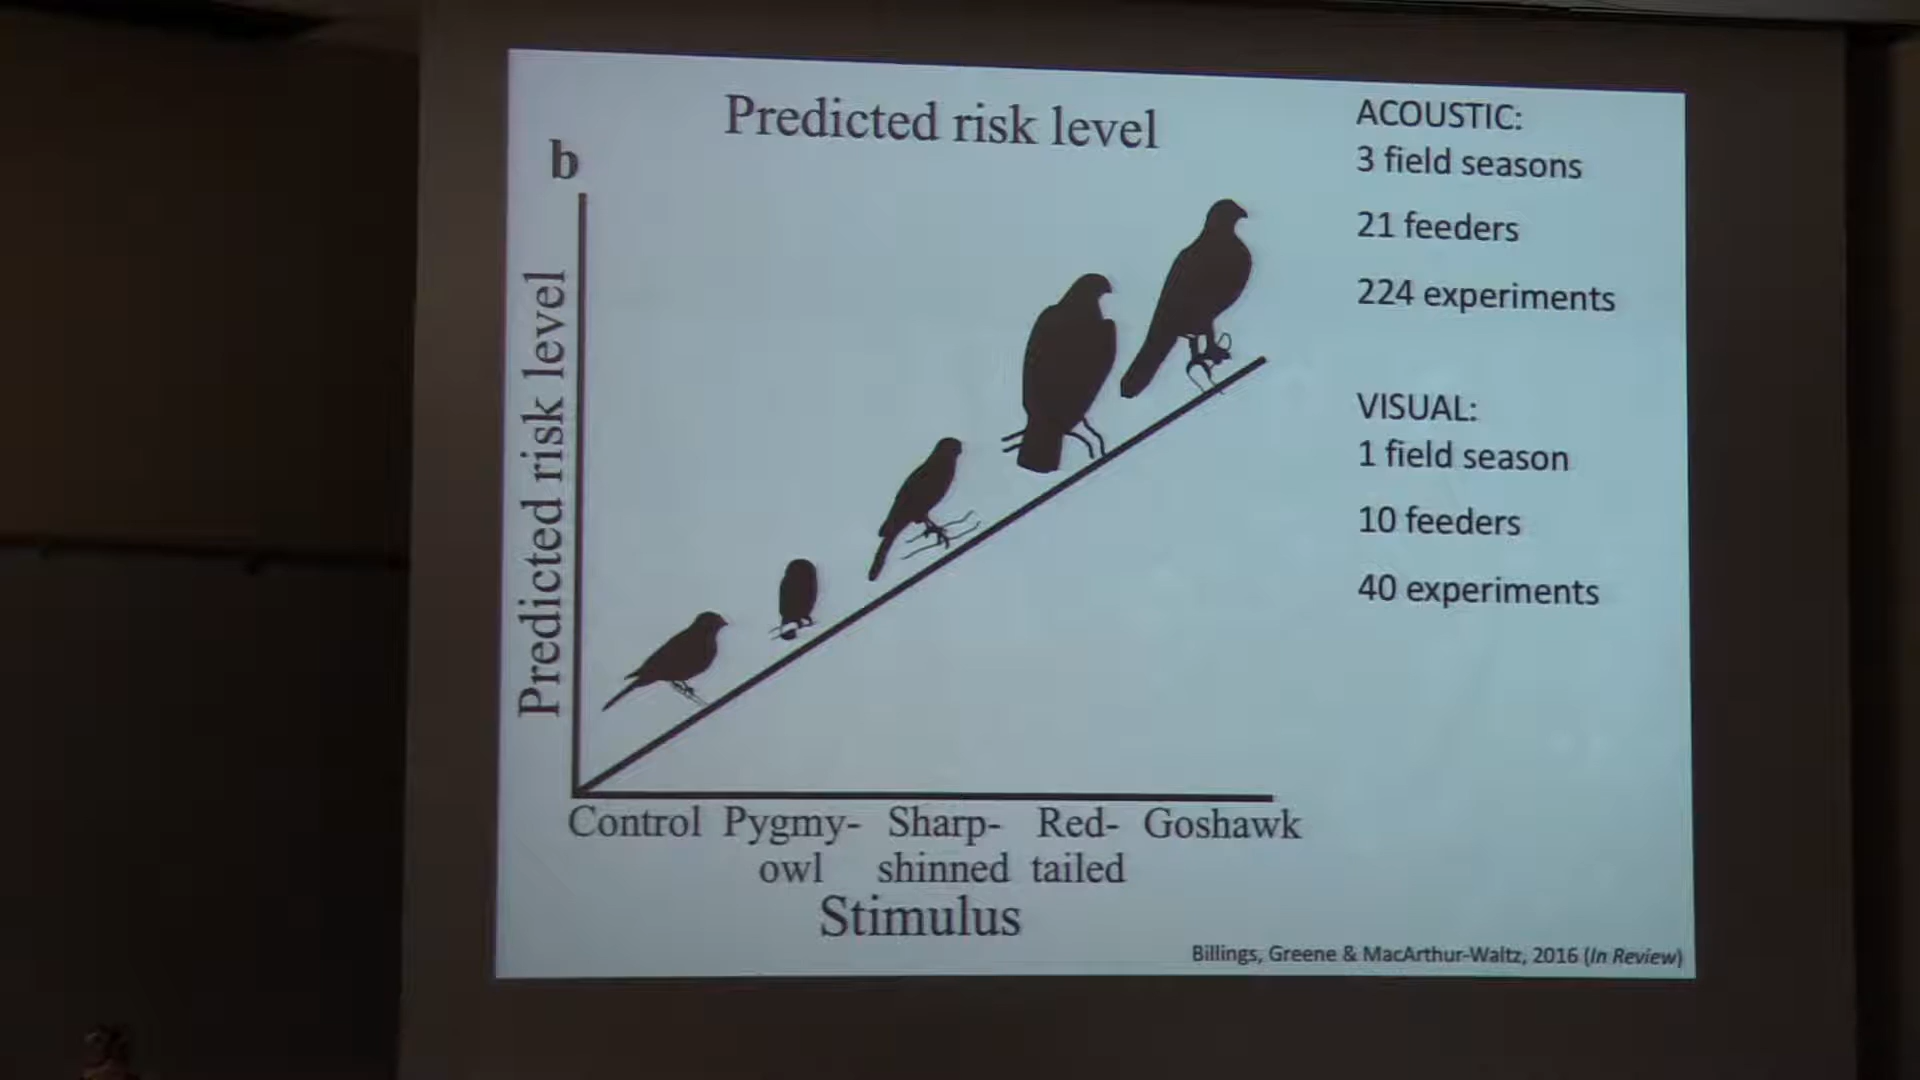 Predicted risk level
b
Predicted risk level
Control Pygmy- Sharp- Red- Goshawk
owl shinned tailed
Stimulus
ACOUSTIC:
3 field seasons
21 feeders
224 experiments
VISUAL:
1 field season
10 feeders
40 experiments
Billings, Greene & MacArthur-Waltz, 2016 (In Review)